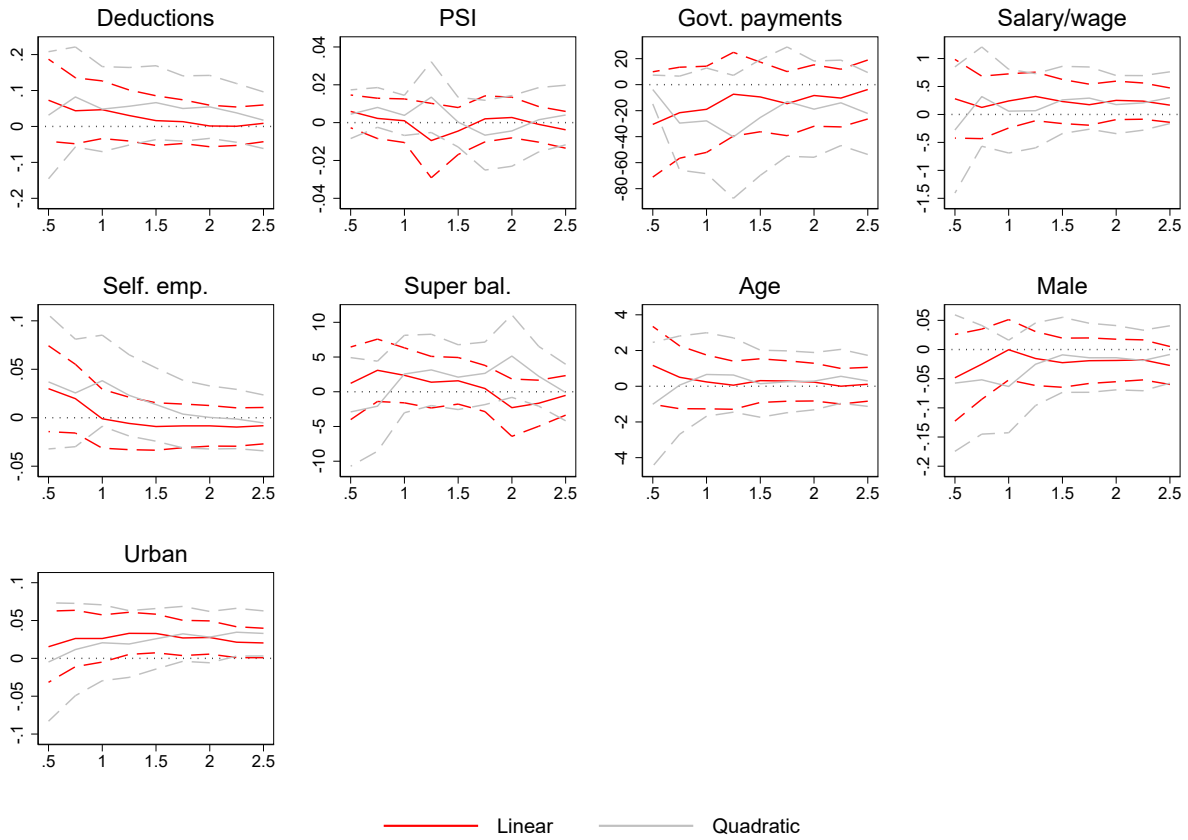 Deductions
.2
.1
0
-.1
-.2
.5 1 1.5 2 2.5
PSI
.04
.02
0
-.02
-.04
.5 1 1.5 2 2.5
Govt. payments
20
0
-20
-40
-60
-80
.5 1 1.5 2 2.5
Salary/wage
1
.5
0
-.5
-1
-1.5
.5 1 1.5 2 2.5
Self. emp.
.1
.05
0
-.05
.5 1 1.5 2 2.5
Super bal.
10
5
0
-5
-10
.5 1 1.5 2 2.5
Age
4
2
0
-2
-4
.5 1 1.5 2 2.5
Male
.05
0
-.05
-.1
-.15
-.2
.5 1 1.5 2 2.5
Urban
.1
.05
0
-.05
-.1
.5 1 1.5 2 2.5
Linear Quadratic